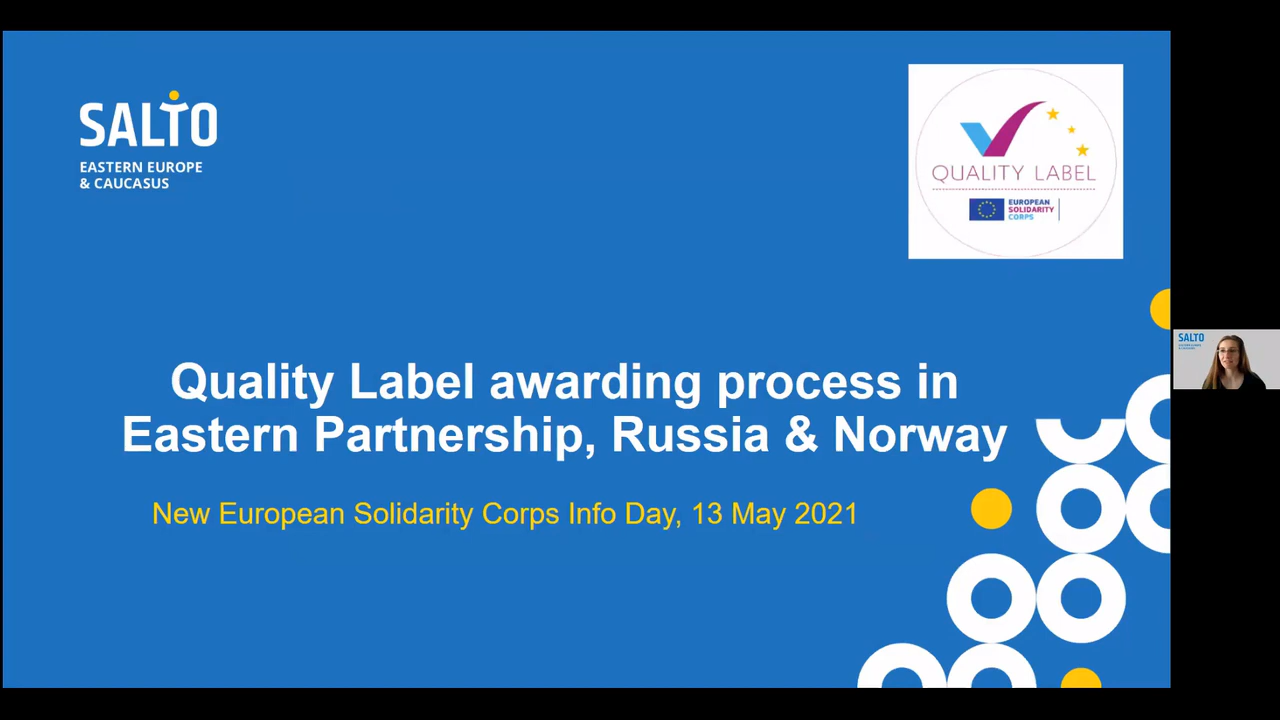 SALTO
EASTERN EUROPE
& CAUCASUS
QUALITY LABEL
EUROPEAN
SOLIDARITY
CORPS
Quality Label awarding process in
Eastern Partnership, Russia & Norway
New European Solidarity Corps Info Day, 13 May 2021
SALTO